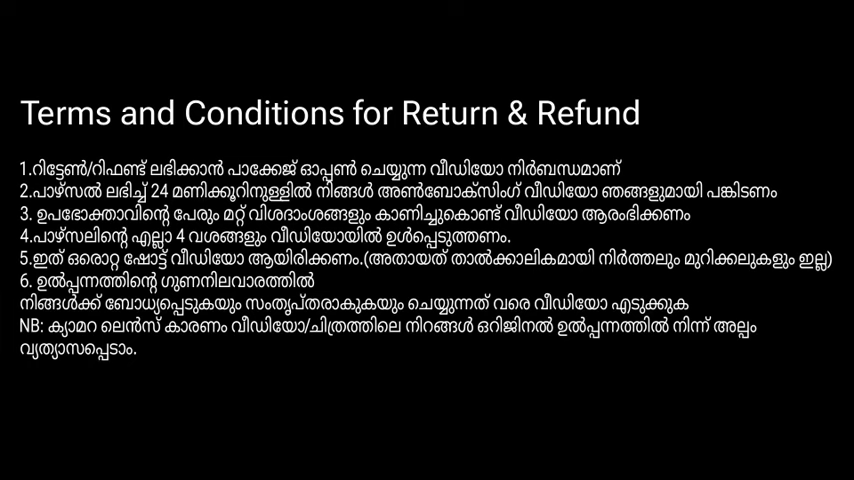 Terms and Conditions for Return & Refund
1.റിട്ടേൺ/റിഫണ്ട് ലഭിക്കാൻ പാക്കേജ് ഓപ്പൺ ചെയ്യുന്ന വീഡിയോ നിർബന്ധമാണ്
2.പാഴ്സൽ ലഭിച്ച് 24 മണിക്കൂറിനുള്ളിൽ നിങ്ങൾ അൺബോക്സിംഗ് വീഡിയോ ഞങ്ങളുമായി പങ്കിടണം
3. ഉപഭോക്താവിന്റെ പേരും മറ്റ് വിശദാംശങ്ങളും കാണിച്ചുകൊണ്ട് വീഡിയോ ആരംഭിക്കണം
4.പാഴ്സലിന്റെ എല്ലാ 4 വശങ്ങളും വീഡിയോയിൽ ഉൾപ്പെടുത്തണം.
5.ഇത് ഒരൊറ്റ ഷോട്ട് വീഡിയോ ആയിരിക്കണം.(അതായത് താൽക്കാലികമായി നിർത്തലും മുറിക്കലുകളും ഇല്ല)
6. ഉൽപ്പന്നത്തിന്റെ ഗുണനിലവാരത്തിൽ
നിങ്ങൾക്ക് ബോധ്യപ്പെടുകയും സംതൃപ്തരാകുകയും ചെയ്യുന്നത് വരെ വീഡിയോ എടുക്കുക
NB: ക്യാമറ ലെൻസ് കാരണം വീഡിയോ/ചിത്രത്തിലെ നിറങ്ങൾ ഒറിജിനൽ ഉൽപ്പന്നത്തിൽ നിന്ന് അല്പം
വ്യത്യാസപ്പെടാം.